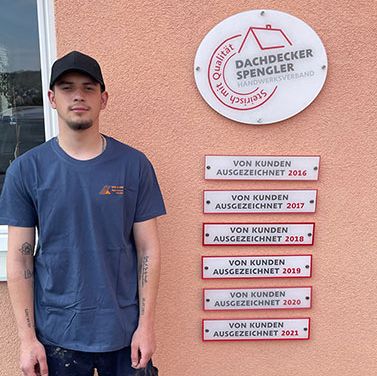 Steirisch mit Qualität
DACHDECKER
SPENGLER
HANDWERKSVERBAND
VON KUNDEN
AUSGEZEICHNET 2016
VON KUNDEN
AUSGEZEICHNET 2017
VON KUNDEN
AUSGEZEICHNET 2018
VON KUNDEN
AUSGEZEICHNET 2019
VON KUNDEN
AUSGEZEICHNET 2020
VON KUNDEN
AUSGEZEICHNET 2021